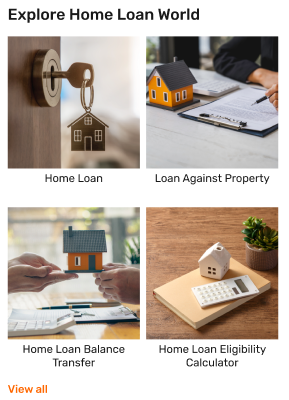 Explore Home Loan World
Home Loan
Loan Against Property
Home Loan Balance
Transfer
Home Loan Eligibility
Calculator
View all